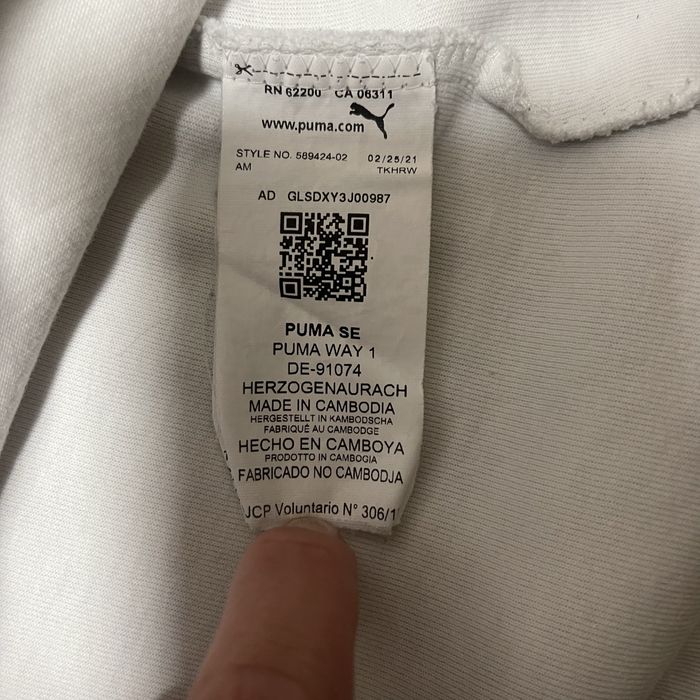 RN 62200 CA 06311
www.puma.com
STYLE NO. 589424-02 02/25/21
AM TKHRW
AD GLSDXY3J00987
PUMA SE
PUMA WAY 1
DE-91074
HERZOGENAURACH
MADE IN CAMBODIA
HERGESTELLT IN KAMBODSCHA
FABRIQUÉ AU CAMBODGE
HECHO EN CAMBOYA
PRODOTTO IN CAMBOGIA
FABRICADO NO CAMBODJA
JCP Voluntario N° 306/1